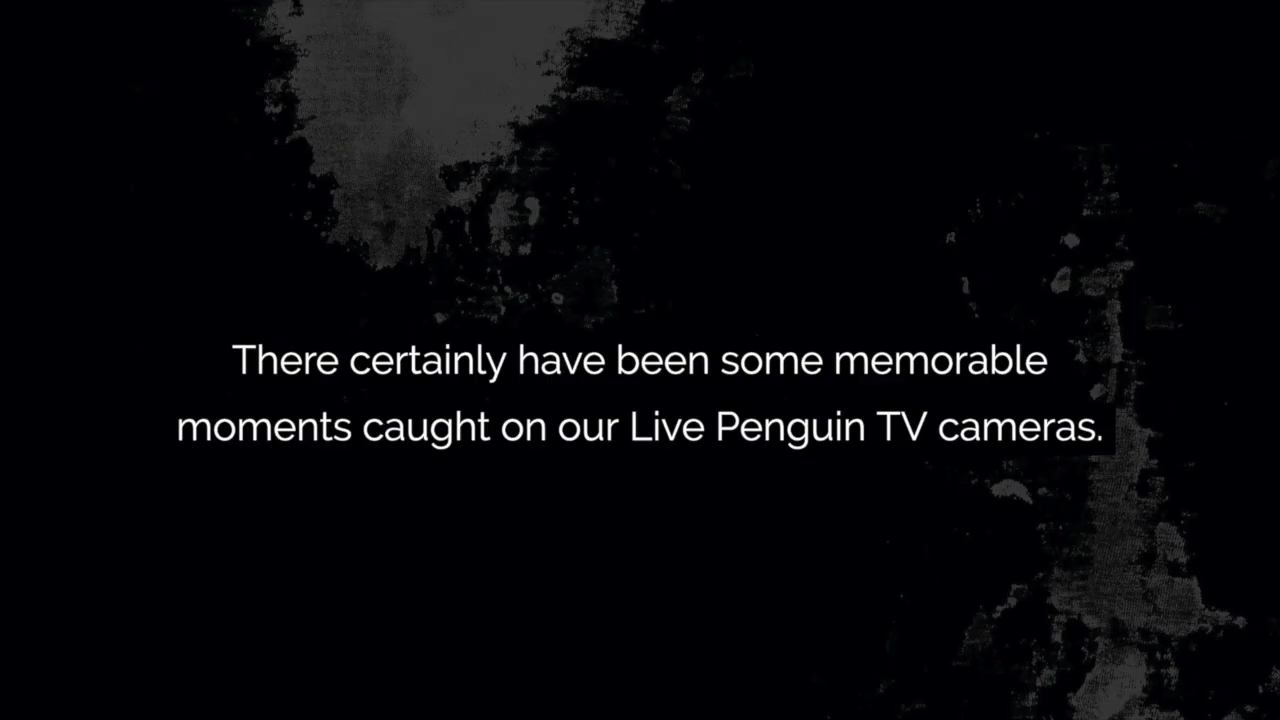 There certainly have been some memorable
moments caught on our Live Penguin TV cameras.